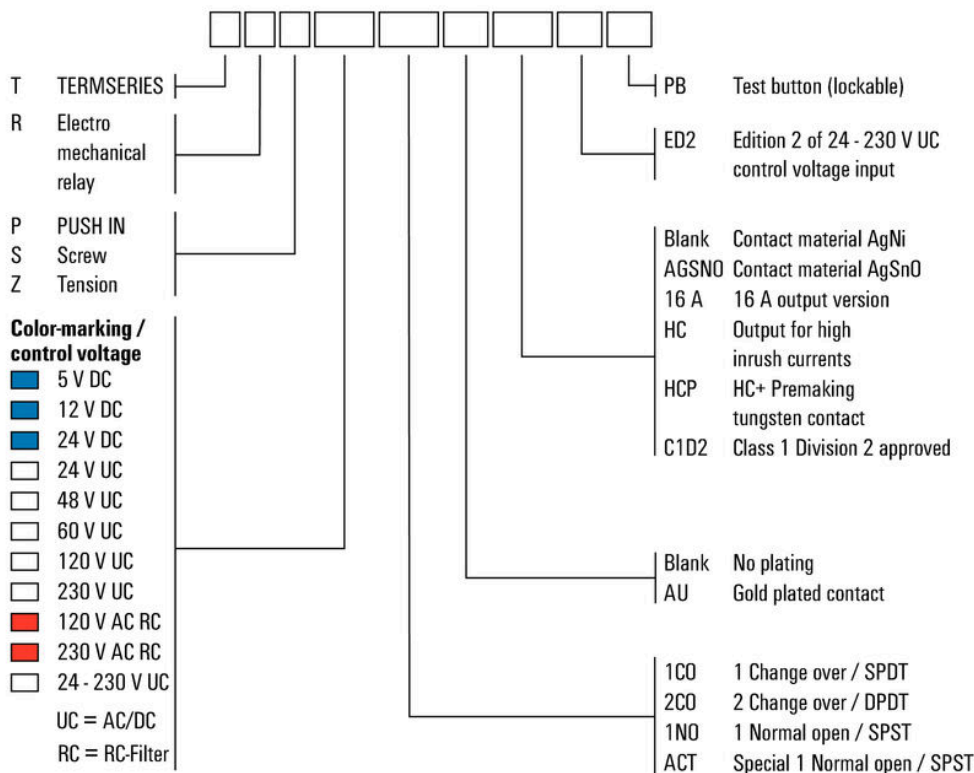 T TERMSERIES
R Electro
mechanical
relay
P PUSH IN
S Screw
Z Tension
Color-marking /
control voltage
5 V DC
12 V DC
24 V DC
24 V UC
48 V UC
60 V UC
120 V UC
230 V UC
120 V AC RC
230 V AC RC
24 - 230 V UC
UC = AC/DC
RC = RC-Filter
PB Test button (lockable)
ED2 Edition 2 of 24 - 230 V UC
control voltage input
Blank Contact material AgNi
AGSNO Contact material AgSnO
16 A 16 A output version
HC Output for high
inrush currents
HCP HC+ Premaking
tungsten contact
C1D2 Class 1 Division 2 approved
Blank No plating
AU Gold plated contact
1CO 1 Change over / SPDT
2CO 2 Change over / DPDT
1NO 1 Normal open / SPST
ACT Special 1 Normal open / SPST